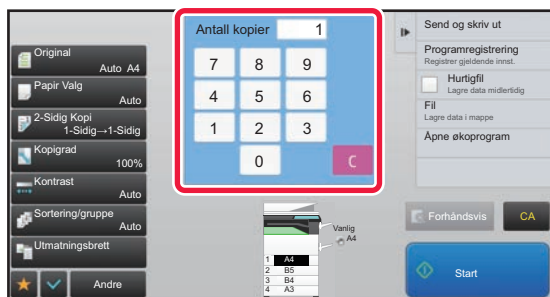 Original
Auto A4
Papir Valg
Auto
2-Sidig Kopi
1-Sidig→1-Sidig
Kopigrad
100%
Kontrast
Auto
Sortering/gruppe
Auto
Utmatningsbrett
Andre
Antall kopier 1
7 8 9
4 5 6
1 2 3
0 C
Vanlig
A4
1 A4
2 B5
3 B4
4 A3
Send og skriv ut
Programregistrering
Registrer gjeldende innst.
Hurtigfil
Lagre data midlertidig
Fil
Lagre data i mappe
Åpne økoprogram
Forhåndsvis CA
Start